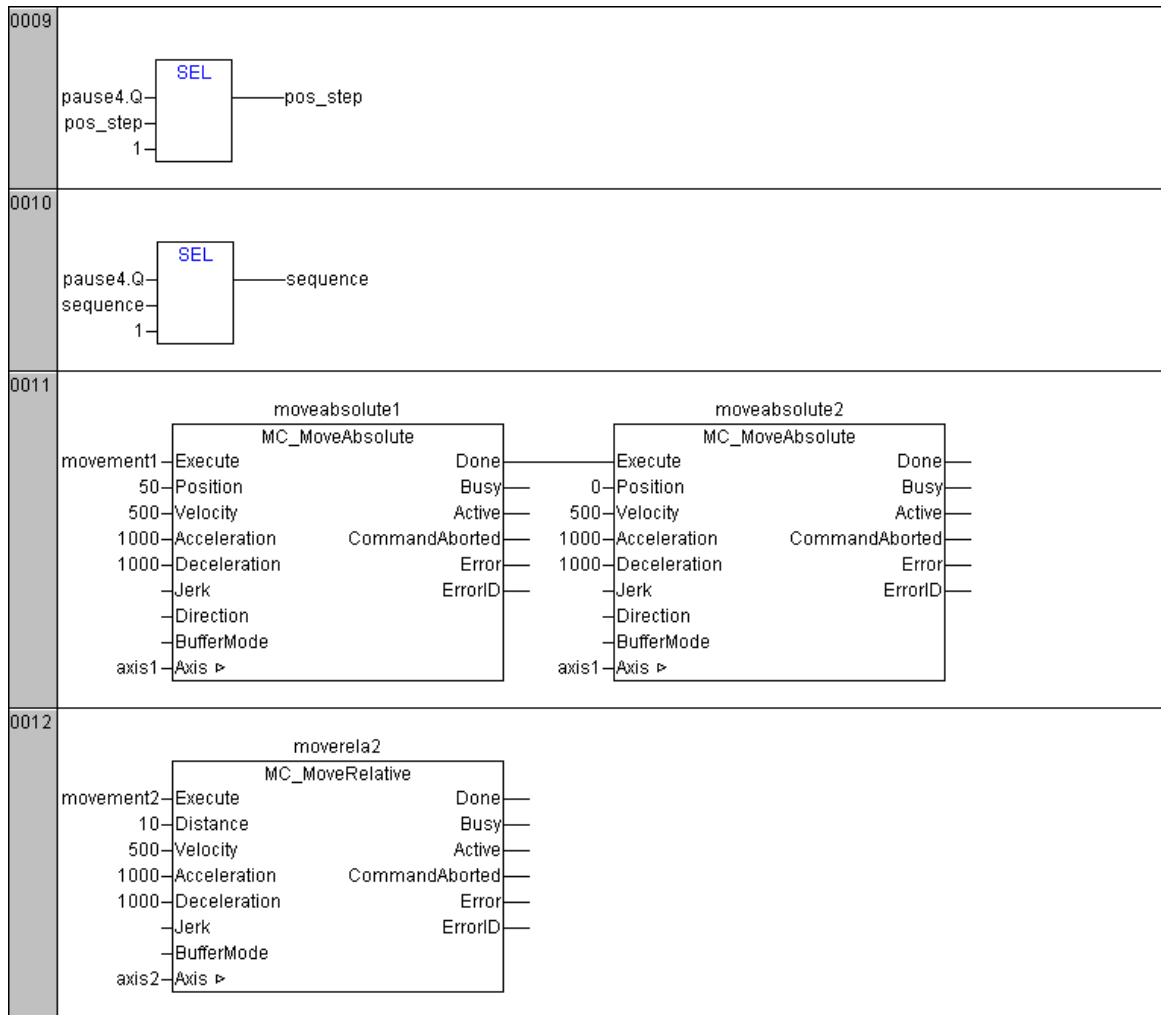 0009
SEL
pause4.Q
pos_step
pos_step
1
0010
SEL
pause4.Q
sequence
sequence
1
0011
moveabsolute1
moveabsolute2
MC_MoveAbsolute
MC_MoveAbsolute
movement1 Execute Done Execute Done
50 Position Busy 0 Position Busy
500 Velocity Active 500 Velocity Active
1000 Acceleration CommandAborted 1000 Acceleration CommandAborted
1000 Deceleration Error 1000 Deceleration Error
Jerk ErrorID Jerk ErrorID
Direction Direction
BufferMode BufferMode
axis1 Axis axis1 Axis
0012
moverela2
MC_MoveRelative
movement2 Execute Done
10 Distance Busy
500 Velocity Active
1000 Acceleration CommandAborted
1000 Deceleration Error
Jerk ErrorID
BufferMode
axis2 Axis